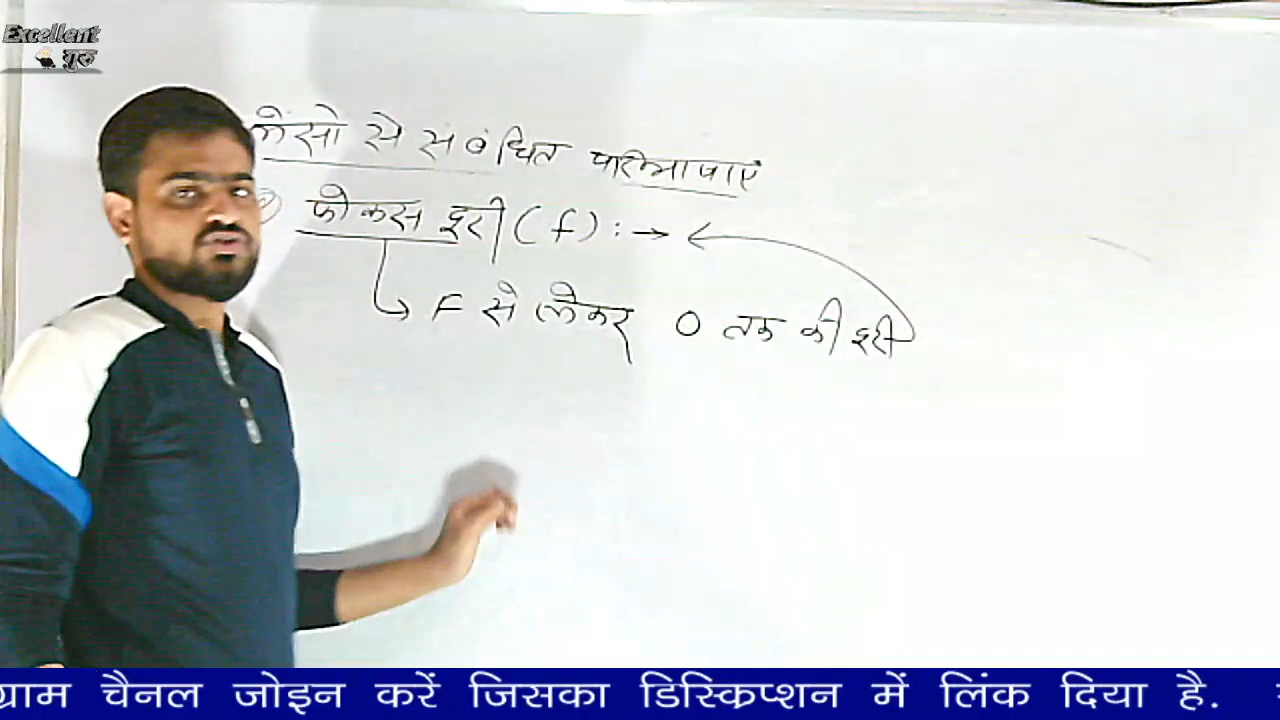 Excellent
गुरु
लेंसो से संबंधित परिभाषाएं
फोकस दूरी (f) :→
F से लेकर O तक की दूरी
ग्राम चैनल जोइन करें जिसका डिस्क्रिप्शन में लिंक दिया है.